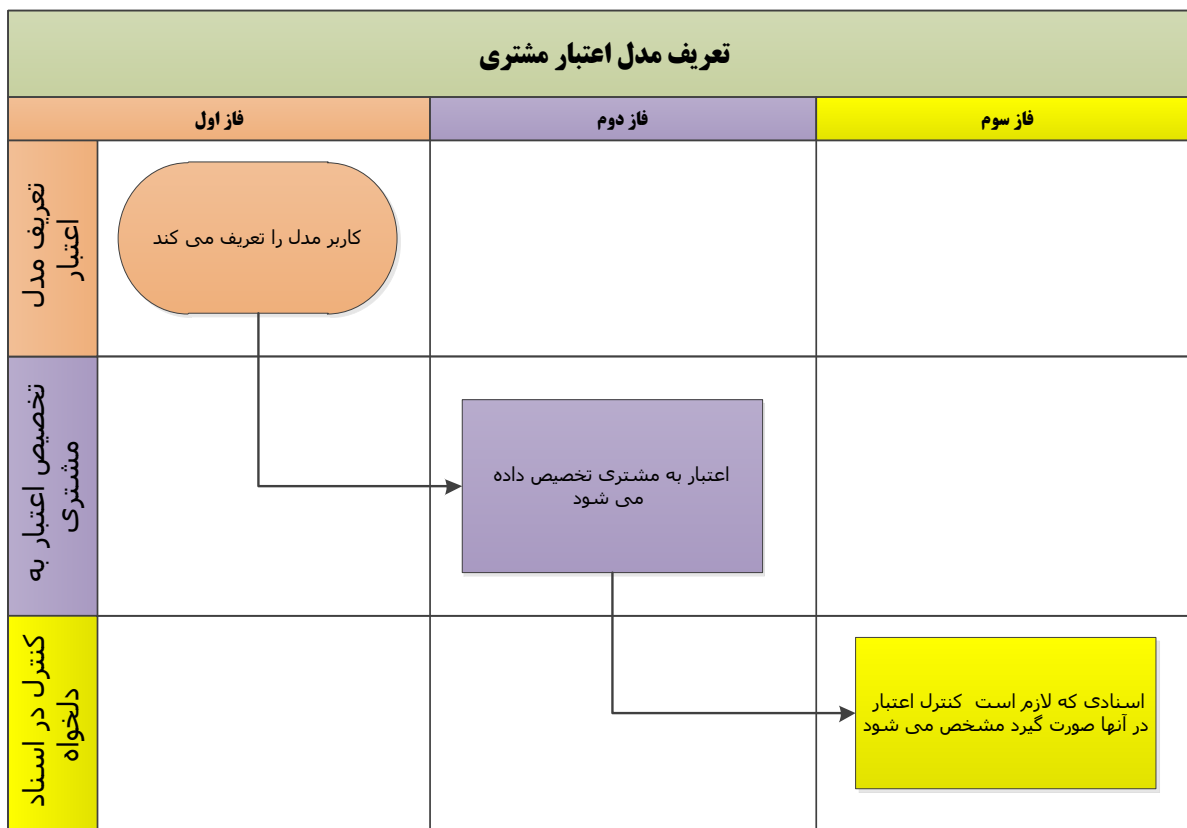 تعریف مدل اعتبار مشتری
فاز اول
فاز دوم
فاز سوم
تعریف مدل
اعتبار
کاربر مدل را تعریف می کند
تخصیص اعتبار به
مشتری
اعتبار به مشتری تخصیص داده
می شود
کنترل در اسناد
دلخواه
اسنادی که لازم است  کنترل اعتبار
در آنها صورت گیرد مشخص می شود